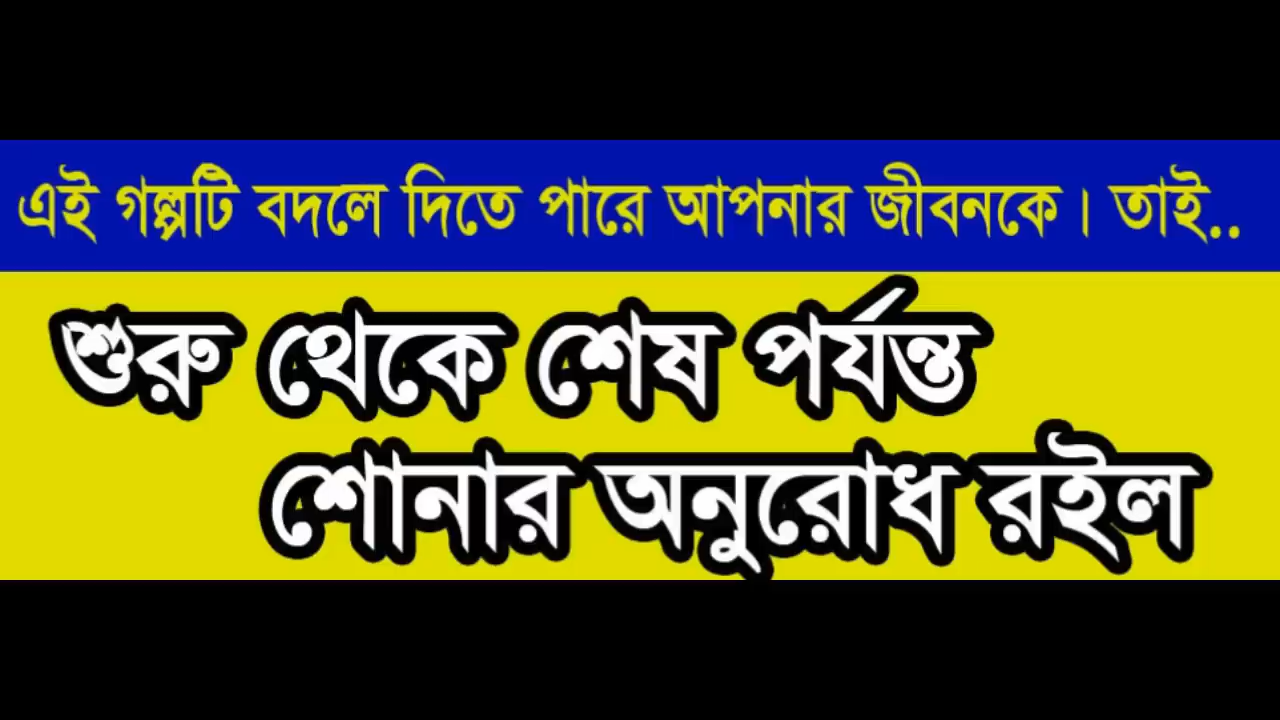 এই গল্পটি বদলে দিতে পারে আপনার জীবনকে। তাই..
শুরু থেকে শেষ পর্যন্ত
শোনার অনুরোধ রইল